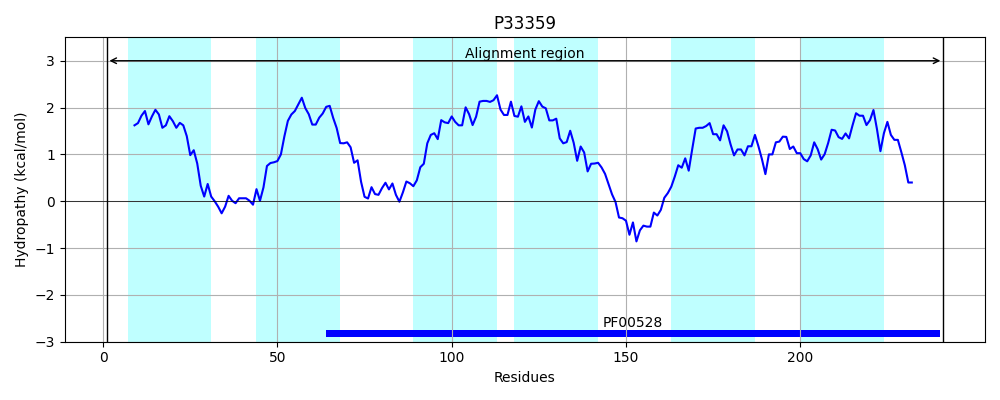 P33359
Alignment region
Hydropathy (kcal/mol)
3
2
1
0
−1
−2
−3
PF00528
0 50 100 150 200
Residues